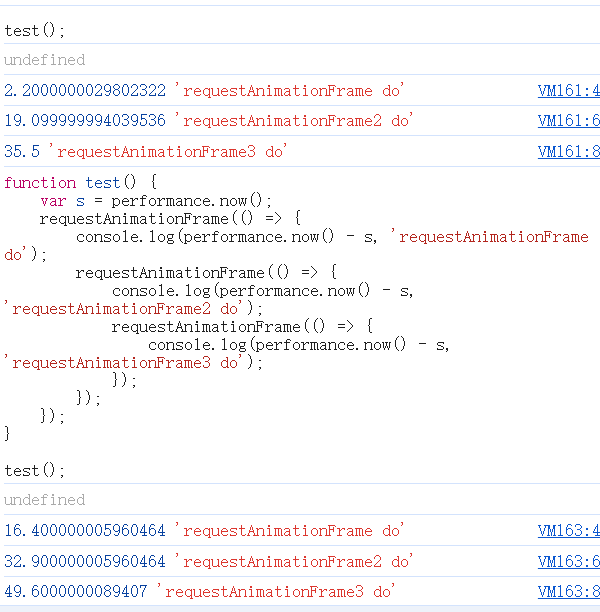 test();
undefined
2.2000000029802322 'requestAnimationFrame do' VM161:4
19.099999994039536 'requestAnimationFrame2 do' VM161:6
35.5 'requestAnimationFrame3 do' VM161:8
function test() {
    var s = performance.now();
    requestAnimationFrame(() => {
        console.log(performance.now() - s, 'requestAnimationFrame
do');
        requestAnimationFrame(() => {
            console.log(performance.now() - s,
'requestAnimationFrame2 do');
            requestAnimationFrame(() => {
                console.log(performance.now() - s,
'requestAnimationFrame3 do');
            });
        });
    });
}
test();
undefined
16.400000005960464 'requestAnimationFrame do' VM163:4
32.900000005960464 'requestAnimationFrame2 do' VM163:6
49.6000000089407 'requestAnimationFrame3 do' VM163:8